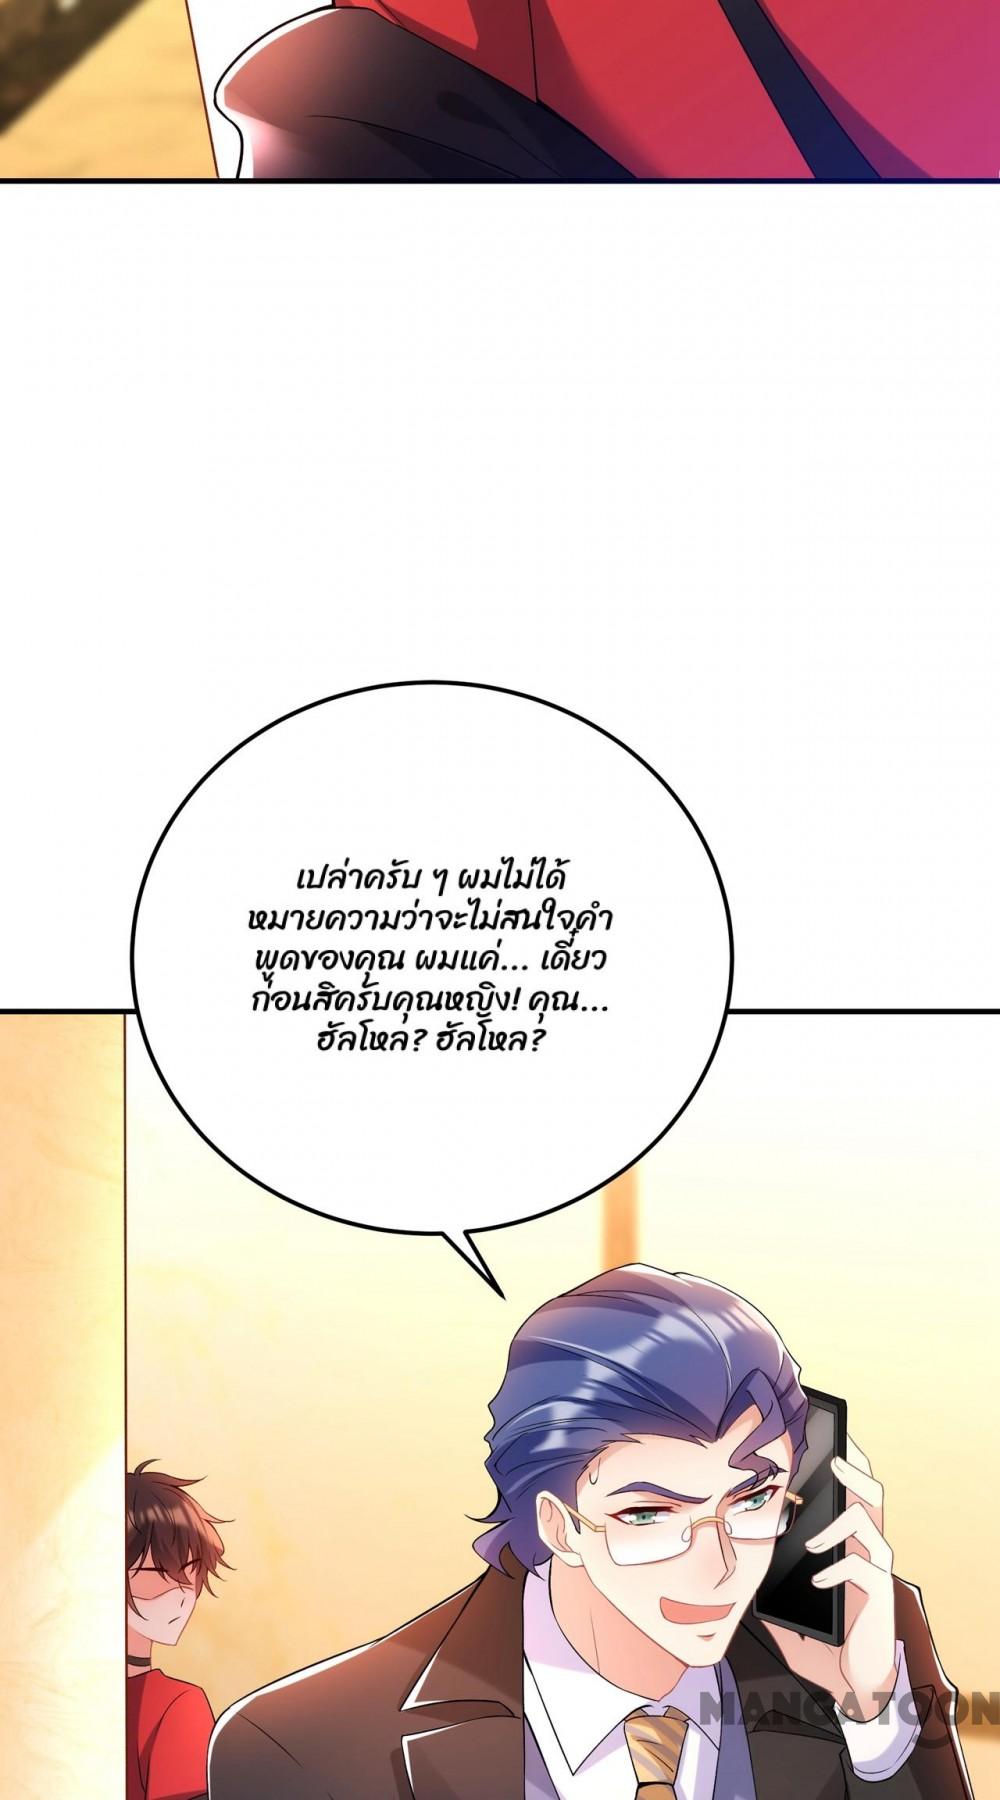 เปล่าครับ ๆ ผมไม่ได้
หมายความว่าจะไม่สนใจคำ
พูดของคุณ ผมแค่... เดี๋ยว
ก่อนสิครับคุณหญิง! คุณ...
ฮัลโหล? ฮัลโหล?
MANGATOON